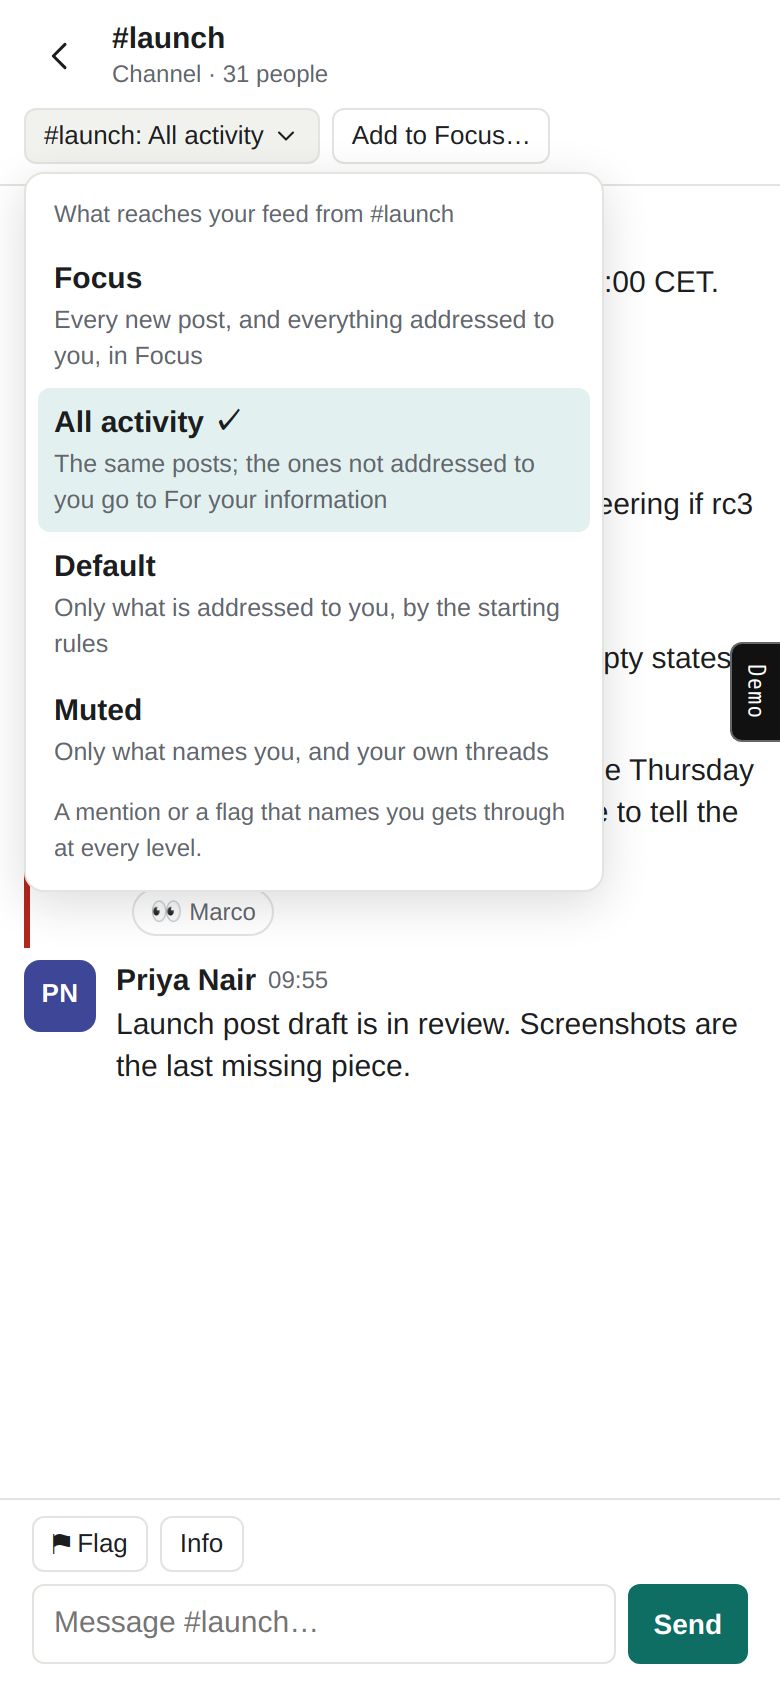 #launch
Channel · 31 people
#launch: All activity
Add to Focus…
What reaches your feed from #launch
Focus
Every new post, and everything addressed to
you, in Focus
:00 CET.
All activity ✓
The same posts; the ones not addressed to
you go to For your information
if rc3
Default
Only what is addressed to you, by the starting
rules
states
Demo
Muted
Only what names you, and your own threads
Thursday
A mention or a flag that names you gets through
at every level.
to tell the
👀 Marco
PN
Priya Nair 09:55
Launch post draft is in review. Screenshots are
the last missing piece.
Flag
Info
Message #launch…
Send